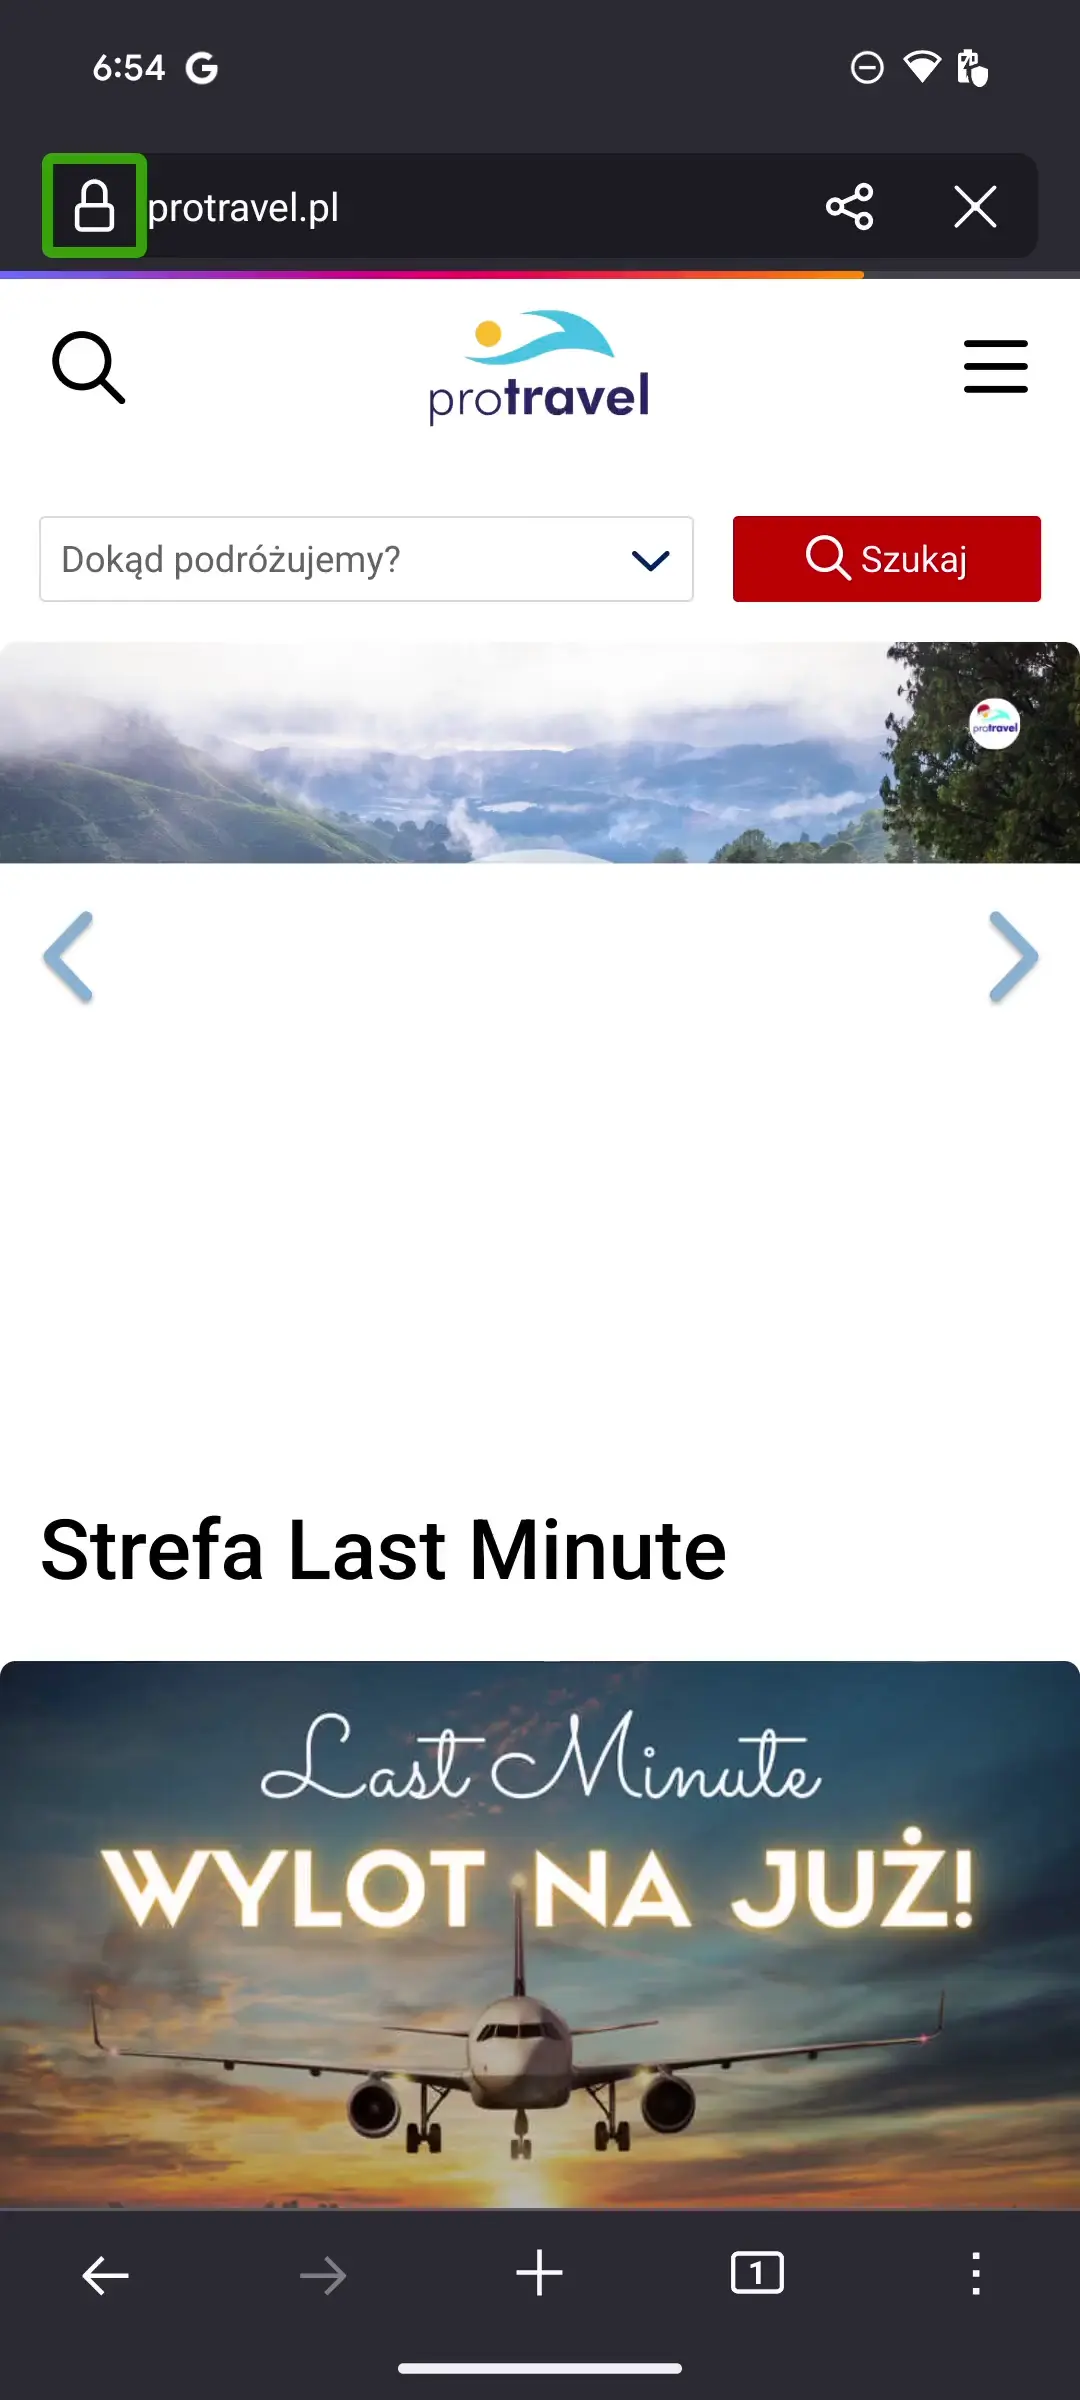 6:54
protravel.pl
protravel
Dokąd podróżujemy?
Szukaj
protravel
Strefa Last Minute
Last Minute
WYLOT NA JUŻ!
1